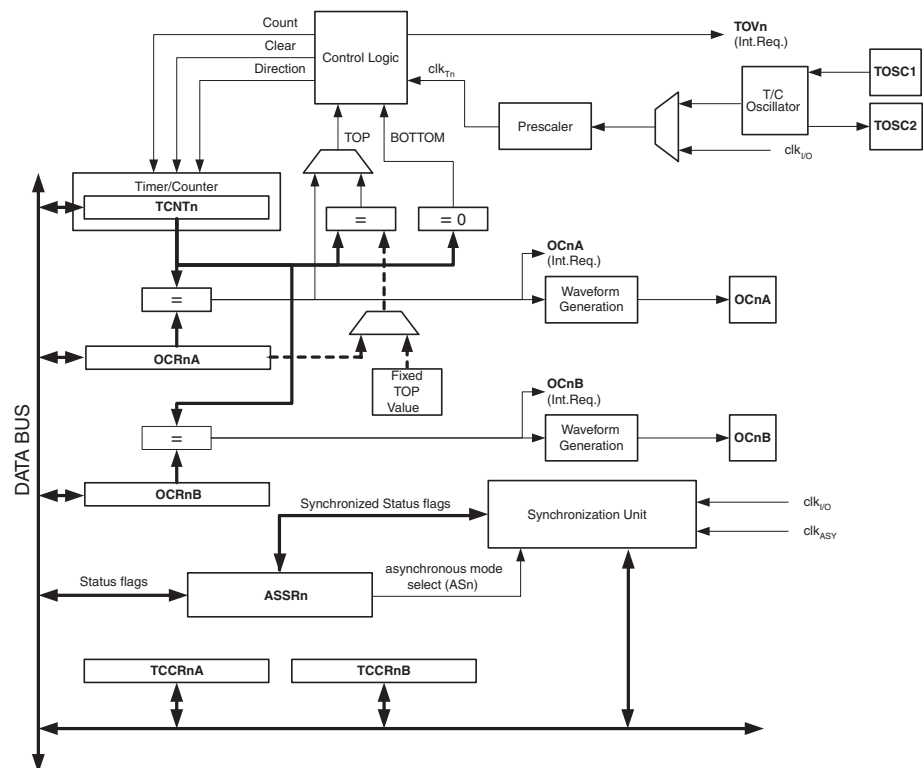 Count
Clear
Direction
Control Logic
TOVn
(Int.Req.)
clkTn
TOSC1
T/C
Oscillator
TOSC2
Prescaler
clkI/O
TOP
BOTTOM
Timer/Counter
TCNTn
=
= 0
OCnA
(Int.Req.)
=
Waveform
Generation
OCnA
OCRnA
Fixed
TOP
Value
OCnB
(Int.Req.)
=
Waveform
Generation
OCnB
DATA BUS
OCRnB
Synchronized Status flags
Synchronization Unit
clkI/O
clkASY
Status flags
ASSRn
asynchronous mode
select (ASn)
TCCRnA
TCCRnB